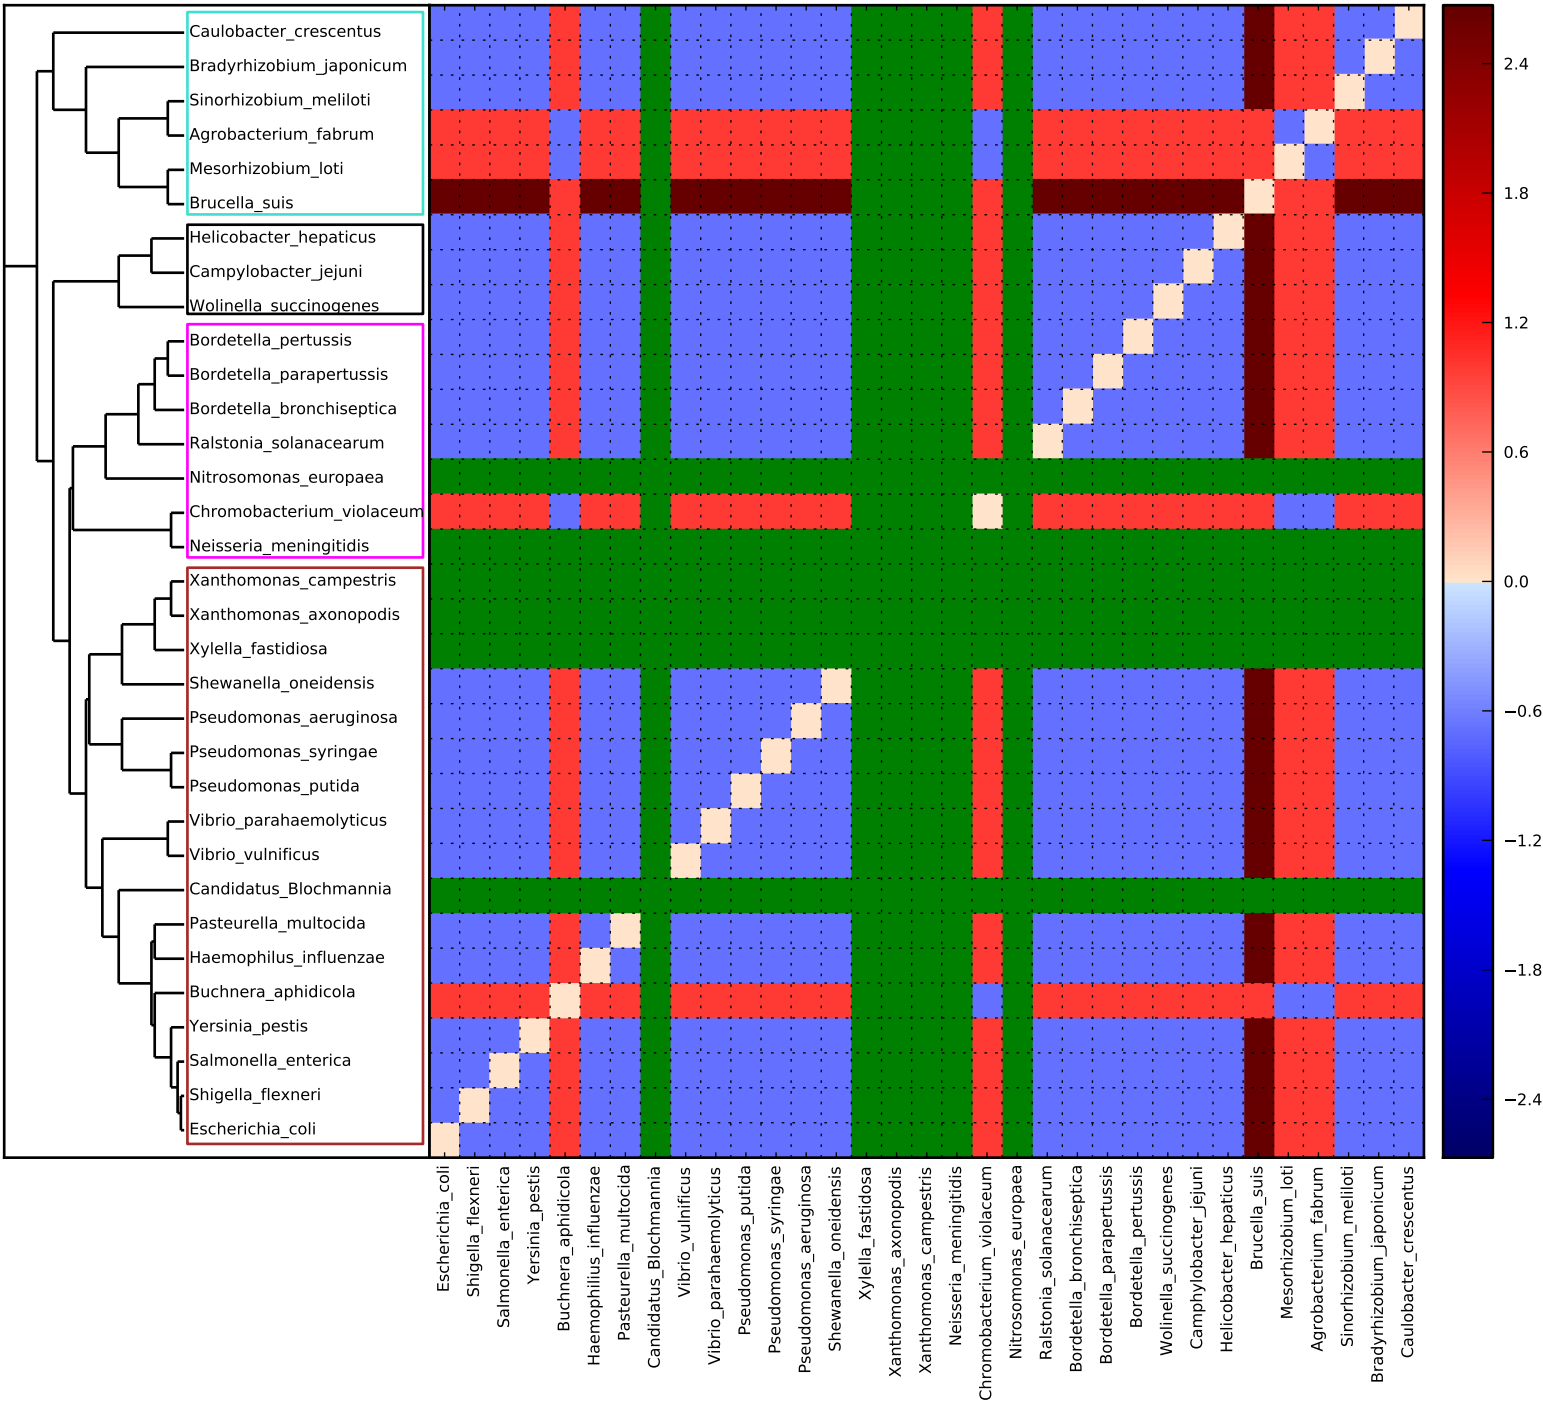 Caulobacter_crescentus
Bradyrhizobium_japonicum
Sinorhizobium_meliloti
Agrobacterium_fabrum
Mesorhizobium_loti
Brucella_suis
Helicobacter_hepaticus
Campylobacter_jejuni
Wolinella_succinogenes
Bordetella_pertussis
Bordetella_parapertussis
Bordetella_bronchiseptica
Ralstonia_solanacearum
Nitrosomonas_europaea
Chromobacterium_violaceum
Neisseria_meningitidis
Xanthomonas_campestris
Xanthomonas_axonopodis
Xylella_fastidiosa
Shewanella_oneidensis
Pseudomonas_aeruginosa
Pseudomonas_syringae
Pseudomonas_putida
Vibrio_parahaemolyticus
Vibrio_vulnificus
Candidatus_Blochmannia
Pasteurella_multocida
Haemophilus_influenzae
Buchnera_aphidicola
Yersinia_pestis
Salmonella_enterica
Shigella_flexneri
Escherichia_coli
Escherichia_coli
Shigella_flexneri
Salmonella_enterica
Yersinia_pestis
Buchnera_aphidicola
Haemophilius_influenzae
Pasteurella_multocida
Candidatus_Blochmannia
Vibrio_vulnificus
Vibrio_parahaemolyticus
Pseudomonas_putida
Pseudomonas_syringae
Pseudomonas_aeruginosa
Shewanella_oneidensis
Xylella_fastidosa
Xanthomonas_axonopodis
Xanthomonas_campestris
Neisseria_meningitidis
Chromobacterium_violaceum
Nitrosomonas_europaea
Ralstonia_solanacearum
Bordetella_bronchiseptica
Bordetella_parapertussis
Bordetella_pertussis
Wolinella_succinogenes
Camphylobacter_jejuni
Helicobacter_hepaticus
Brucella_suis
Mesorhizobium_loti
Agrobacterium_fabrum
Sinorhizobium_meliloti
Bradyrhizobium_japonicum
Caulobacter_crescentus
2.4
1.8
1.2
0.6
0.0
−0.6
−1.2
−1.8
−2.4